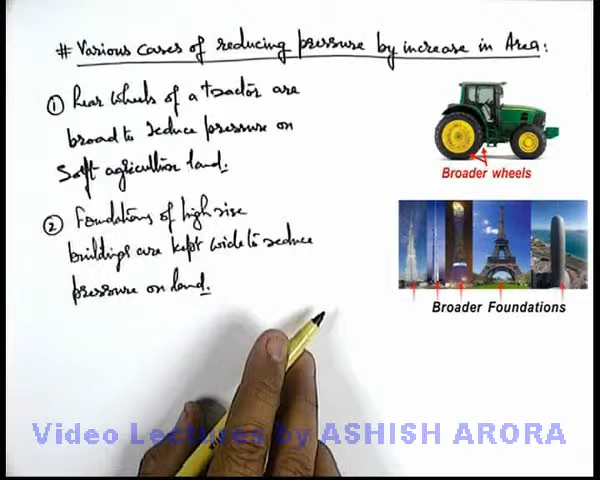 # Various cases of reducing pressure by increase in Area:
① Rear wheels of a tractor are
broad to reduce pressure on
soft agriculture land.
Broader wheels
② Foundations of high rise
buildings are kept wide to reduce
pressure on land.
Broader Foundations
Video Lectures by ASHISH ARORA